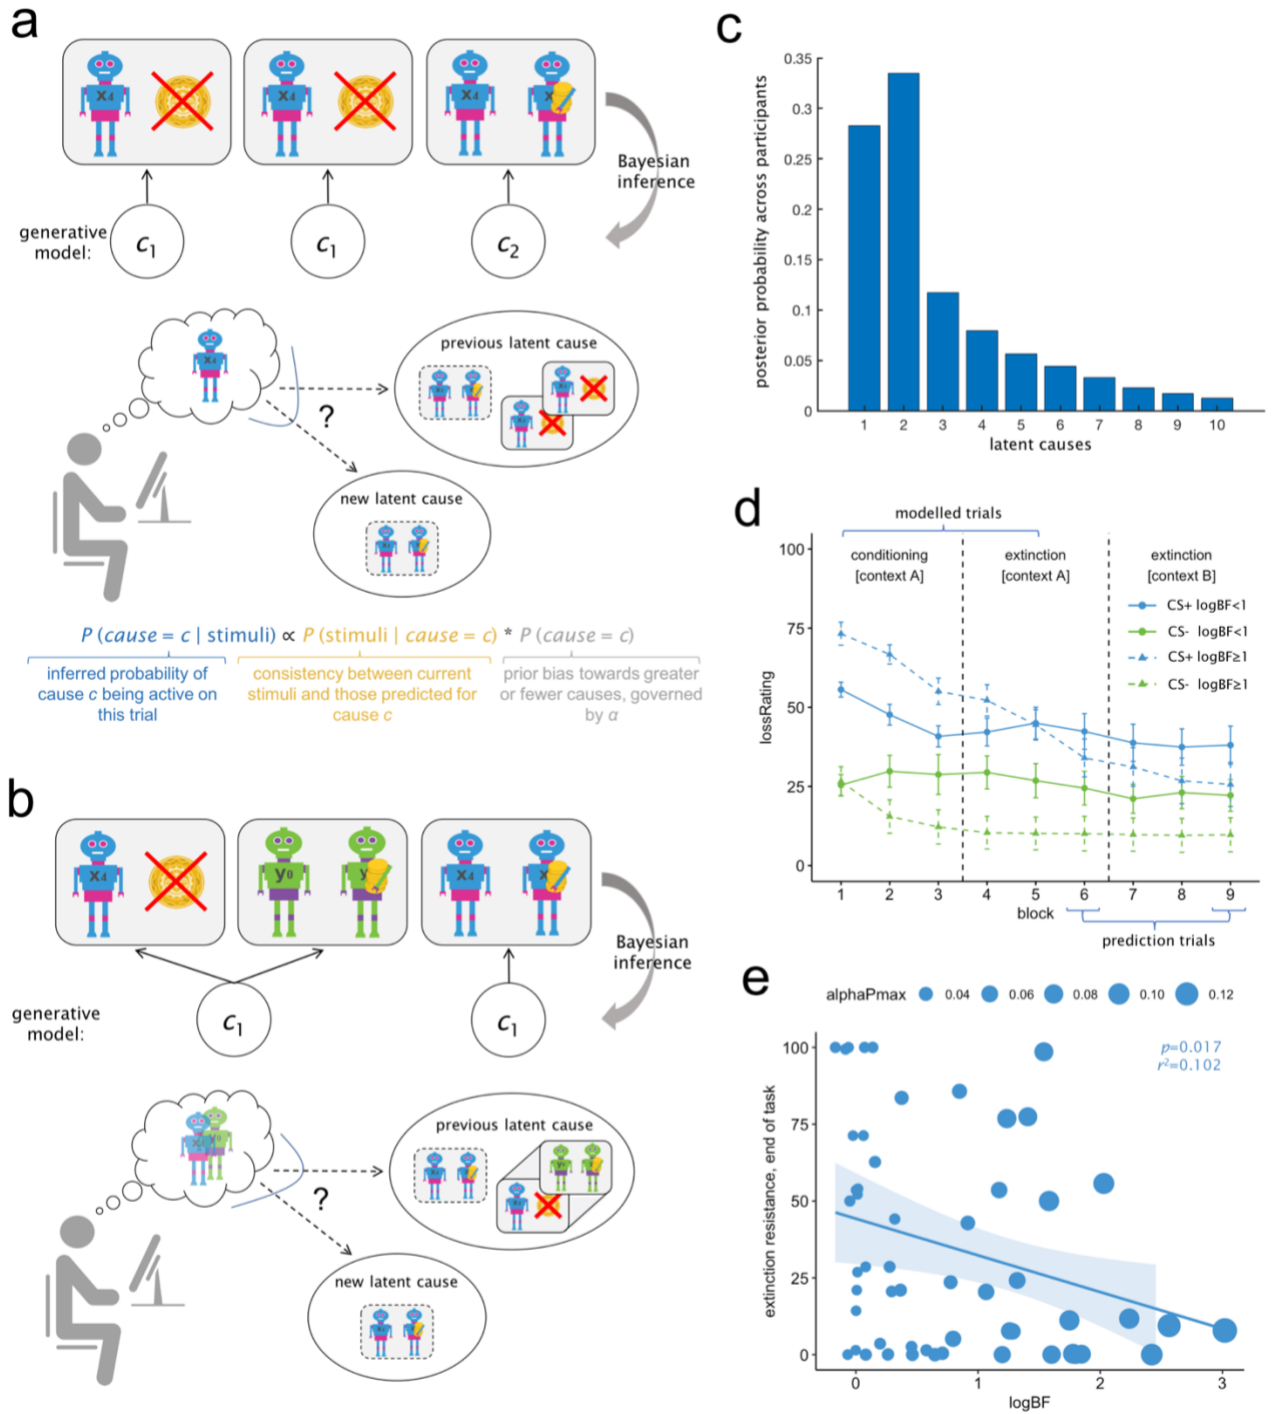 a
x4
x4
x4
x
Bayesian
inference
generative
model:
c1
c1
c2
previous latent cause
?
new latent cause
P (cause = c | stimuli) ∝ P (stimuli | cause = c) * P (cause = c)
inferred probability of
cause c being active on
this trial
consistency between current
stimuli and those predicted for
cause c
prior bias towards greater
or fewer causes, governed
by α
b
x4
y0
y
x4
x
Bayesian
inference
generative
model:
c1
c1
previous latent cause
?
new latent cause
c
posterior probability across participants
0.35
0.3
0.25
0.2
0.15
0.1
0.05
0
1 2 3 4 5 6 7 8 9 10
latent causes
d
modelled trials
conditioning
[context A]
extinction
[context A]
extinction
[context B]
CS+ logBF<1
CS- logBF<1
CS+ logBF≥1
CS- logBF≥1
lossRating
100
75
50
25
0
1 2 3 4 5 6 7 8 9
block
prediction trials
e
alphaPmax 0.04 0.06 0.08 0.10 0.12
p=0.017
r²=0.102
extinction resistance, end of task
100
75
50
25
0
0 1 2 3
logBF